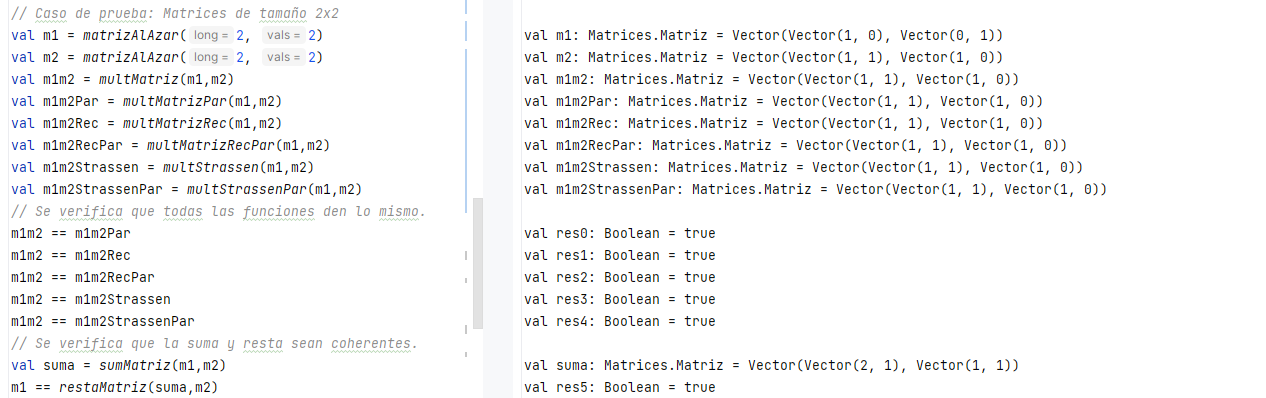 // Caso de prueba: Matrices de tamaño 2x2
val m1 = matrizAlAzar( long = 2, vals = 2)
val m2 = matrizAlAzar( long = 2, vals = 2)
val m1m2 = multMatriz(m1,m2)
val m1m2Par = multMatrizPar(m1,m2)
val m1m2Rec = multMatrizRec(m1,m2)
val m1m2RecPar = multMatrizRecPar(m1,m2)
val m1m2Strassen = multStrassen(m1,m2)
val m1m2StrassenPar = multStrassenPar(m1,m2)
// Se verifica que todas las funciones den lo mismo.
m1m2 == m1m2Par
m1m2 == m1m2Rec
m1m2 == m1m2RecPar
m1m2 == m1m2Strassen
m1m2 == m1m2StrassenPar
// Se verifica que la suma y resta sean coherentes.
val suma = sumMatriz(m1,m2)
m1 == restaMatriz(suma,m2)
val m1: Matrices.Matriz = Vector(Vector(1, 0), Vector(0, 1))
val m2: Matrices.Matriz = Vector(Vector(1, 1), Vector(1, 0))
val m1m2: Matrices.Matriz = Vector(Vector(1, 1), Vector(1, 0))
val m1m2Par: Matrices.Matriz = Vector(Vector(1, 1), Vector(1, 0))
val m1m2Rec: Matrices.Matriz = Vector(Vector(1, 1), Vector(1, 0))
val m1m2RecPar: Matrices.Matriz = Vector(Vector(1, 1), Vector(1, 0))
val m1m2Strassen: Matrices.Matriz = Vector(Vector(1, 1), Vector(1, 0))
val m1m2StrassenPar: Matrices.Matriz = Vector(Vector(1, 1), Vector(1, 0))
val res0: Boolean = true
val res1: Boolean = true
val res2: Boolean = true
val res3: Boolean = true
val res4: Boolean = true
val suma: Matrices.Matriz = Vector(Vector(2, 1), Vector(1, 1))
val res5: Boolean = true